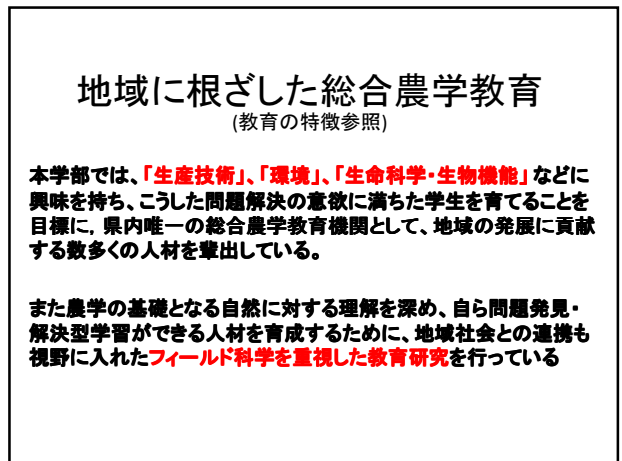 地域に根ざした総合農学教育
(教育の特徴参照)
本学部では、「生産技術」、「環境」、「生命科学・生物機能」などに
興味を持ち、こうした問題解決の意欲に満ちた学生を育てることを
目標に，県内唯一の総合農学教育機関として、地域の発展に貢献
する数多くの人材を輩出している。
また農学の基礎となる自然に対する理解を深め、自ら問題発見・
解決型学習ができる人材を育成するために、地域社会との連携も
視野に入れたフィールド科学を重視した教育研究を行っている